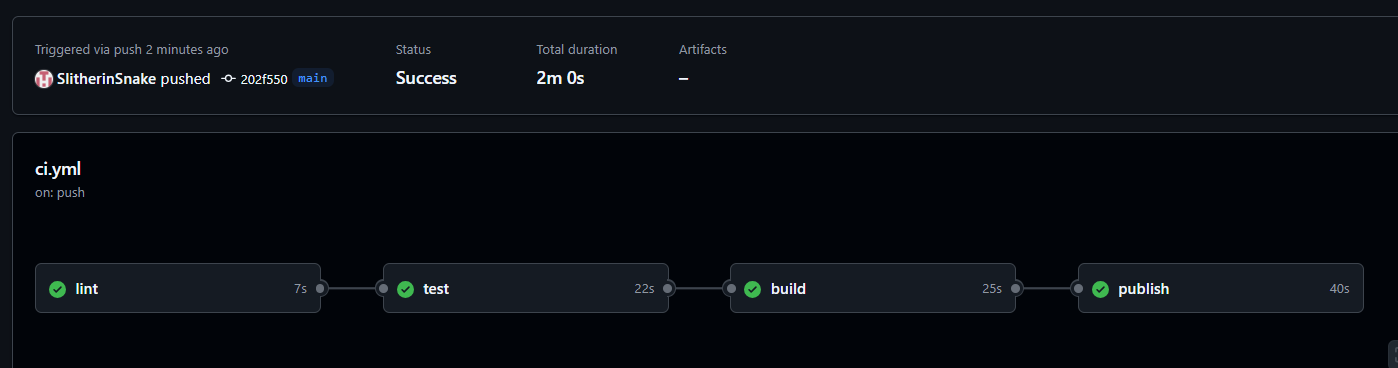 Triggered via push 2 minutes ago
SlitherinSnake pushed 202f550 main
Status
Success
Total duration
2m 0s
Artifacts
–
ci.yml
on: push
lint 7s
test 22s
build 25s
publish 40s